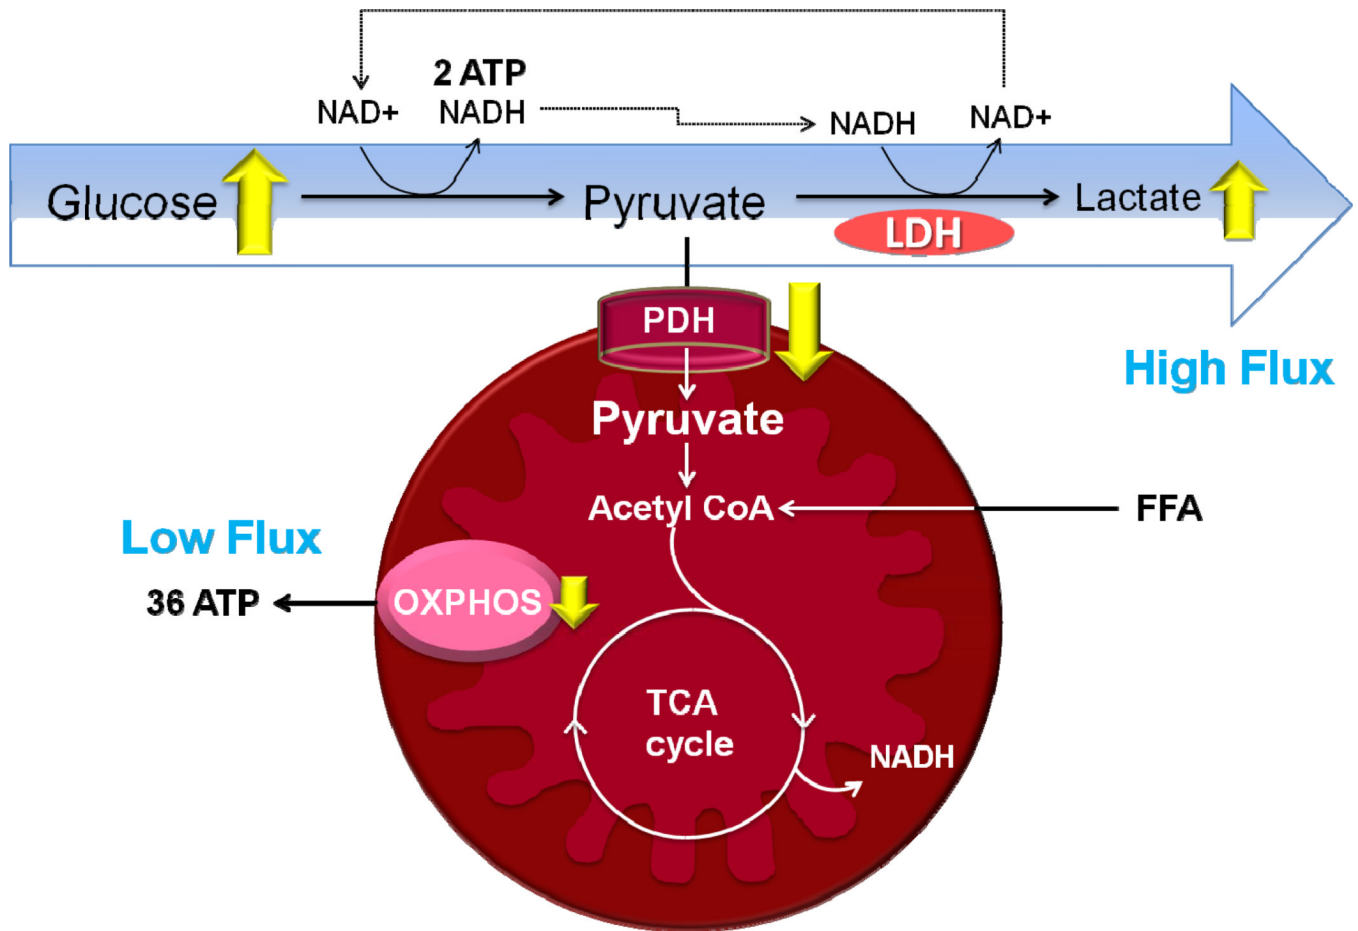 2 ATP
NAD+ NADH NADH NAD+
Glucose Pyruvate Lactate
LDH
PDH
High Flux
Pyruvate
Acetyl CoA FFA
Low Flux
36 ATP OXPHOS
TCA
cycle
NADH